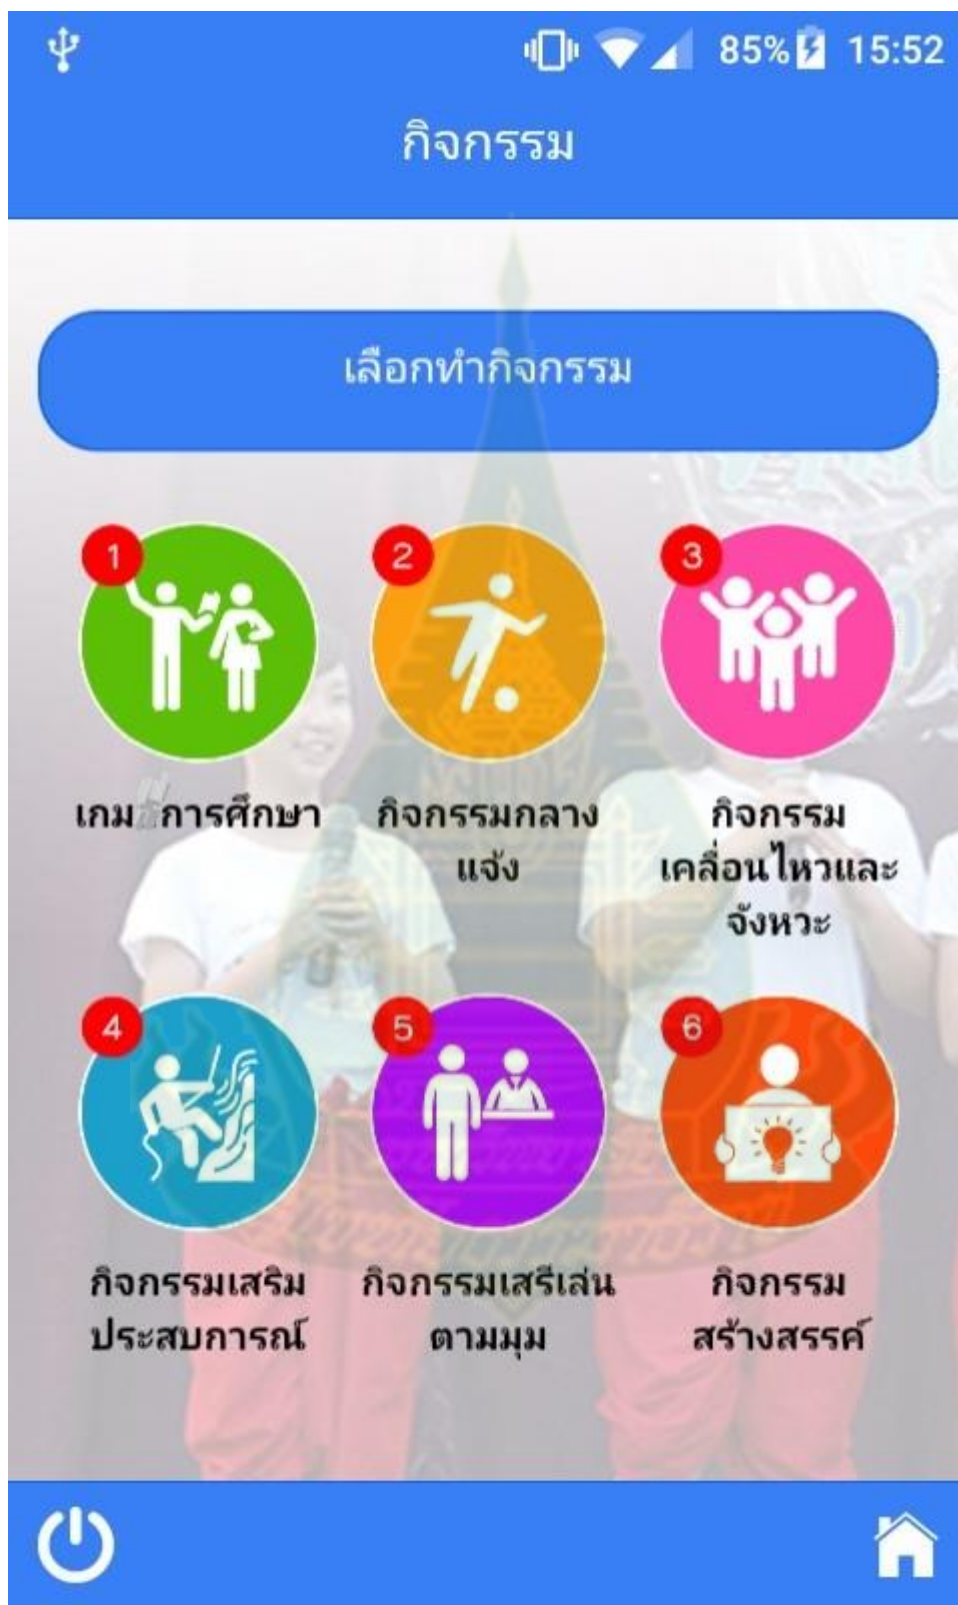 85% 15:52
กิจกรรม
เลือกทำกิจกรรม
1 2 3
เกม การศึกษา
กิจกรรมกลาง
แจ้ง
กิจกรรม
เคลื่อนไหวและ
จังหวะ
4 5 6
กิจกรรมเสริม
ประสบการณ์
กิจกรรมเสรีเล่น
ตามมุม
กิจกรรม
สร้างสรรค์